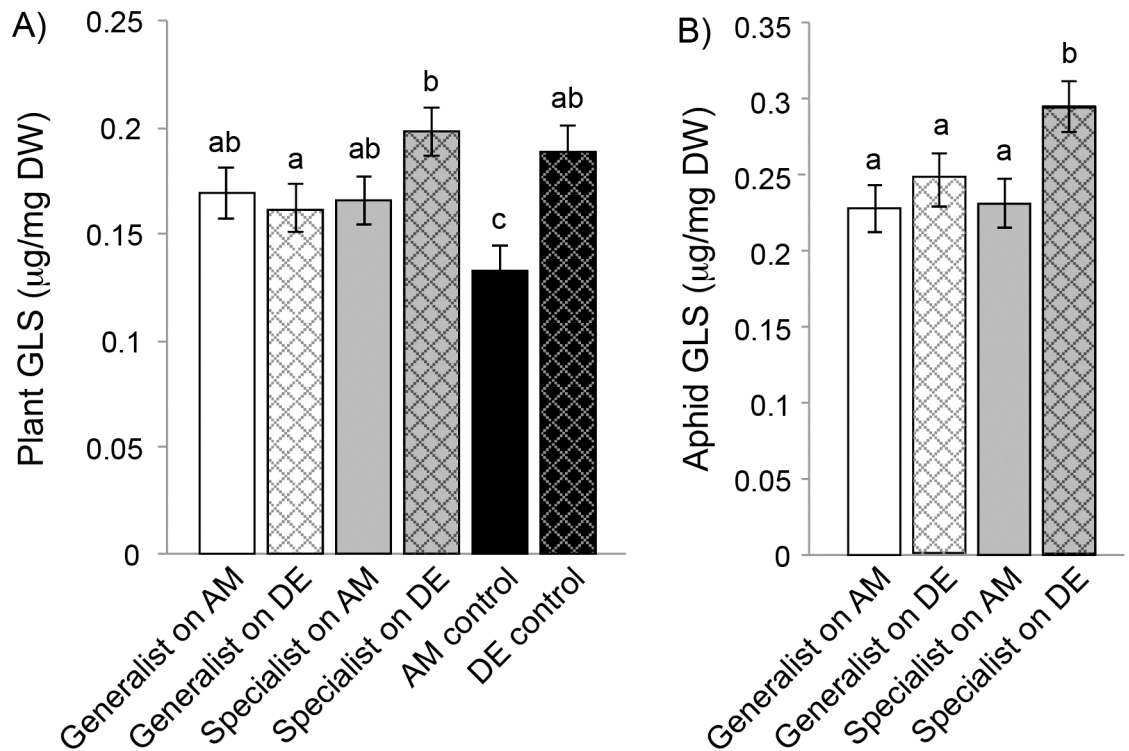 A)
Plant GLS (µg/mg DW)
0.25
0.2
0.15
0.1
0.05
0
ab
a
ab
b
c
ab
Generalist on AM
Generalist on DE
Specialist on AM
Specialist on DE
AM control
DE control
B)
Aphid GLS (µg/mg DW)
0.35
0.3
0.25
0.2
0.15
0.1
0.05
0
a
a
a
b
Generalist on AM
Generalist on DE
Specialist on AM
Specialist on DE